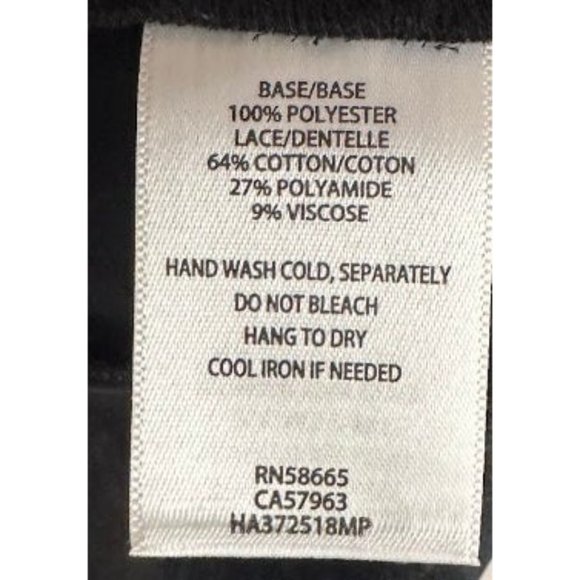 BASE/BASE
100% POLYESTER
LACE/DENTELLE
64% COTTON/COTON
27% POLYAMIDE
9% VISCOSE
HAND WASH COLD, SEPARATELY
DO NOT BLEACH
HANG TO DRY
COOL IRON IF NEEDED
RN58665
CA57963
HA372518MP